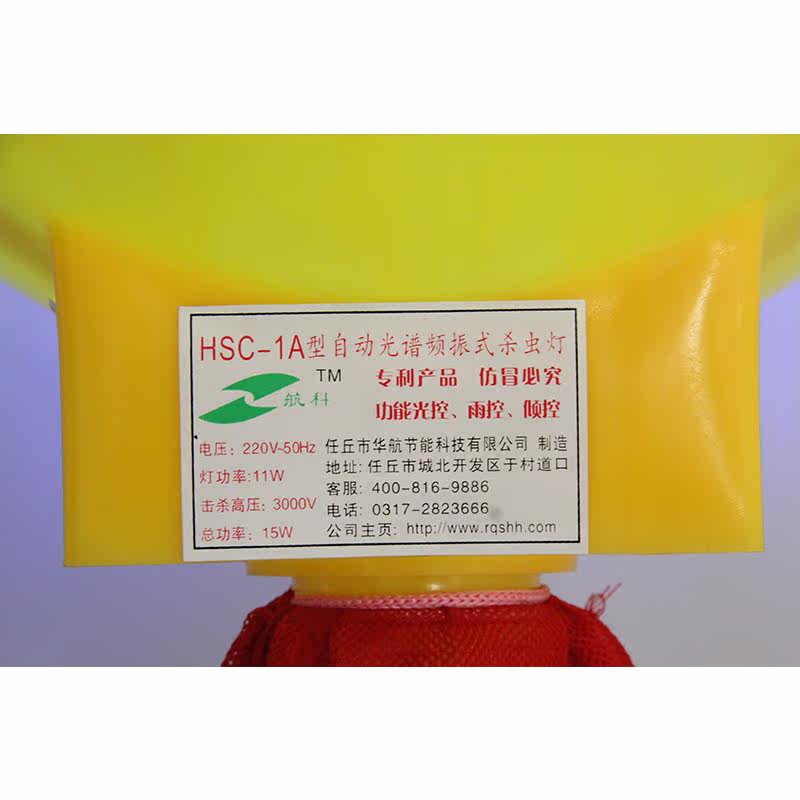 HSC-1A型自动光谱频振式杀虫灯
TM
航科
专利产品 仿冒必究
功能光控、雨控、倾控
电压: 220V-50Hz
灯功率:11W
击杀高压: 3000V
总功率: 15W
任丘市华航节能科技有限公司 制造
地址: 任丘市城北开发区于村道口
客服: 400-816-9886
电话: 0317-2823666
公司主页: http://www.rqshh.com